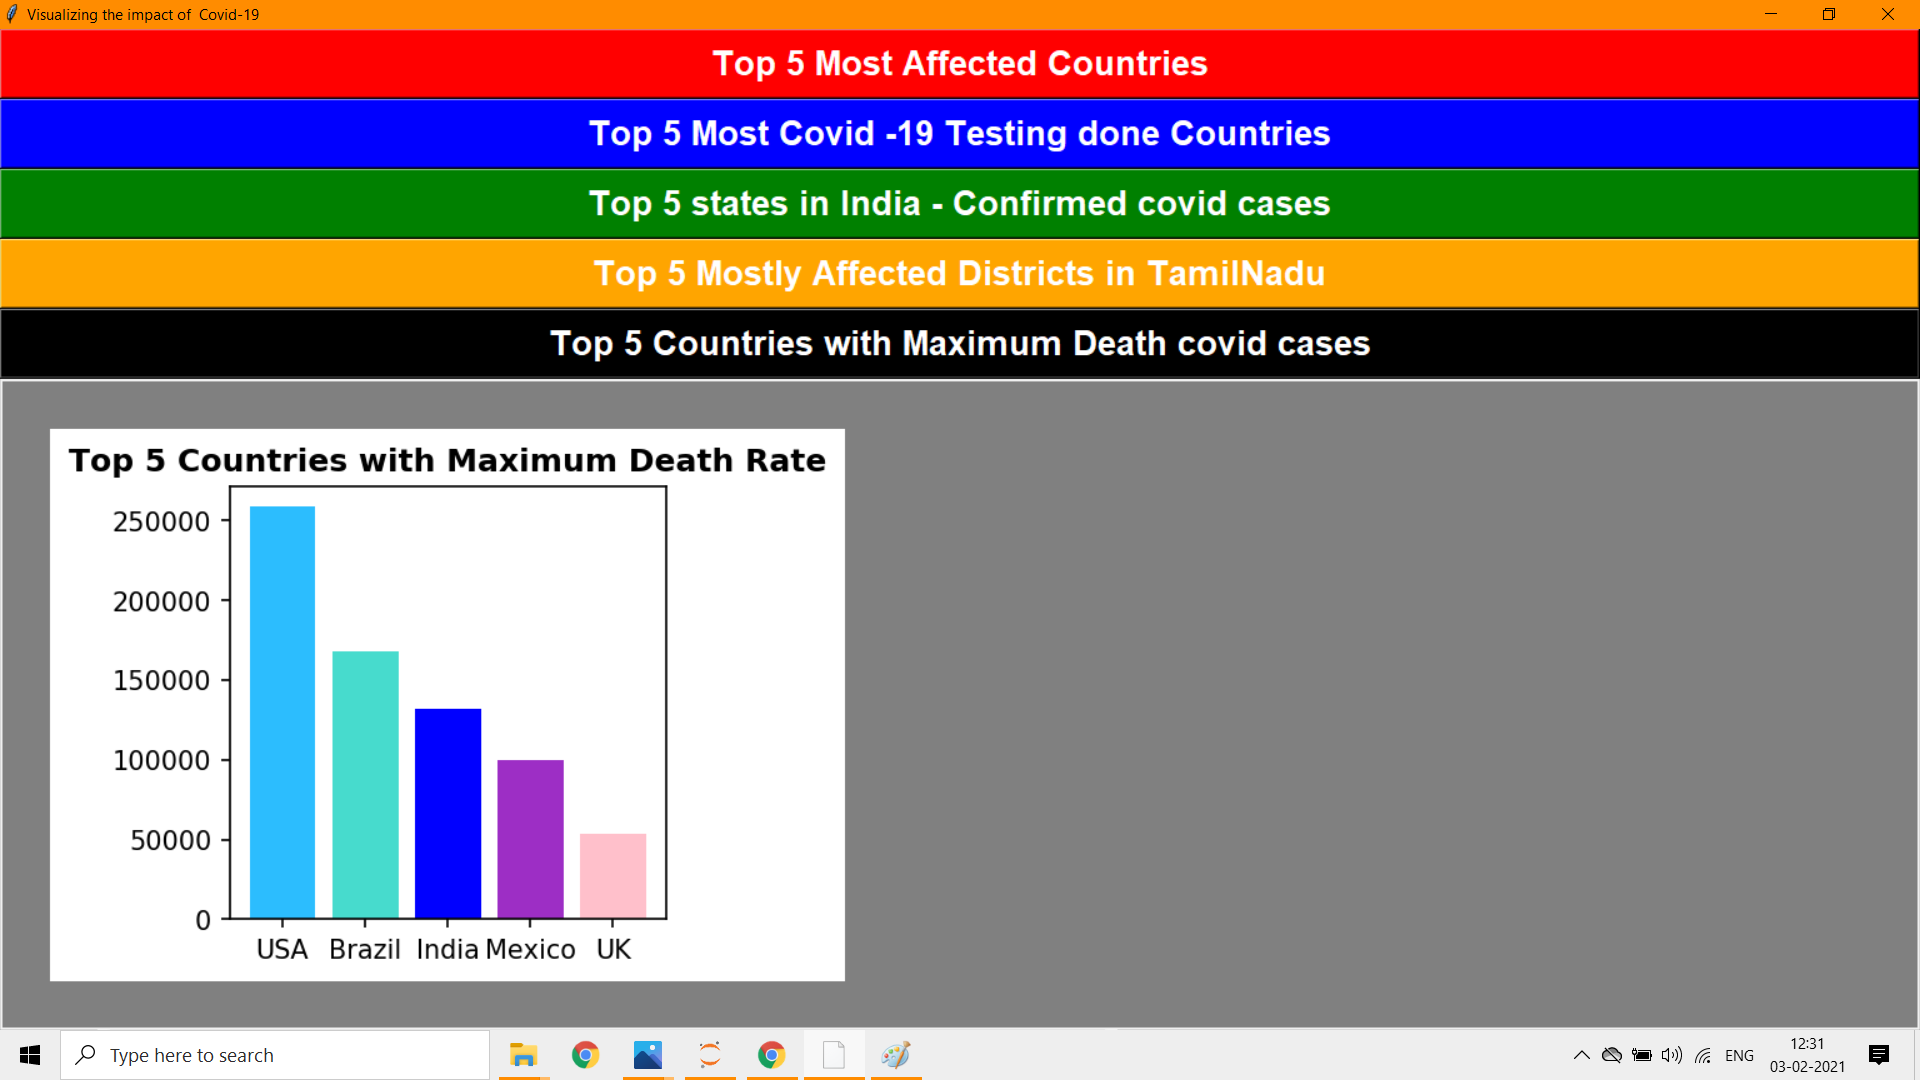 Visualizing the impact of  Covid-19
Top 5 Most Affected Countries
Top 5 Most Covid -19 Testing done Countries
Top 5 states in India - Confirmed covid cases
Top 5 Mostly Affected Districts in TamilNadu
Top 5 Countries with Maximum Death covid cases
Top 5 Countries with Maximum Death Rate
250000
200000
150000
100000
50000
0
USA Brazil India Mexico UK
Type here to search
ENG
12:31
03-02-2021